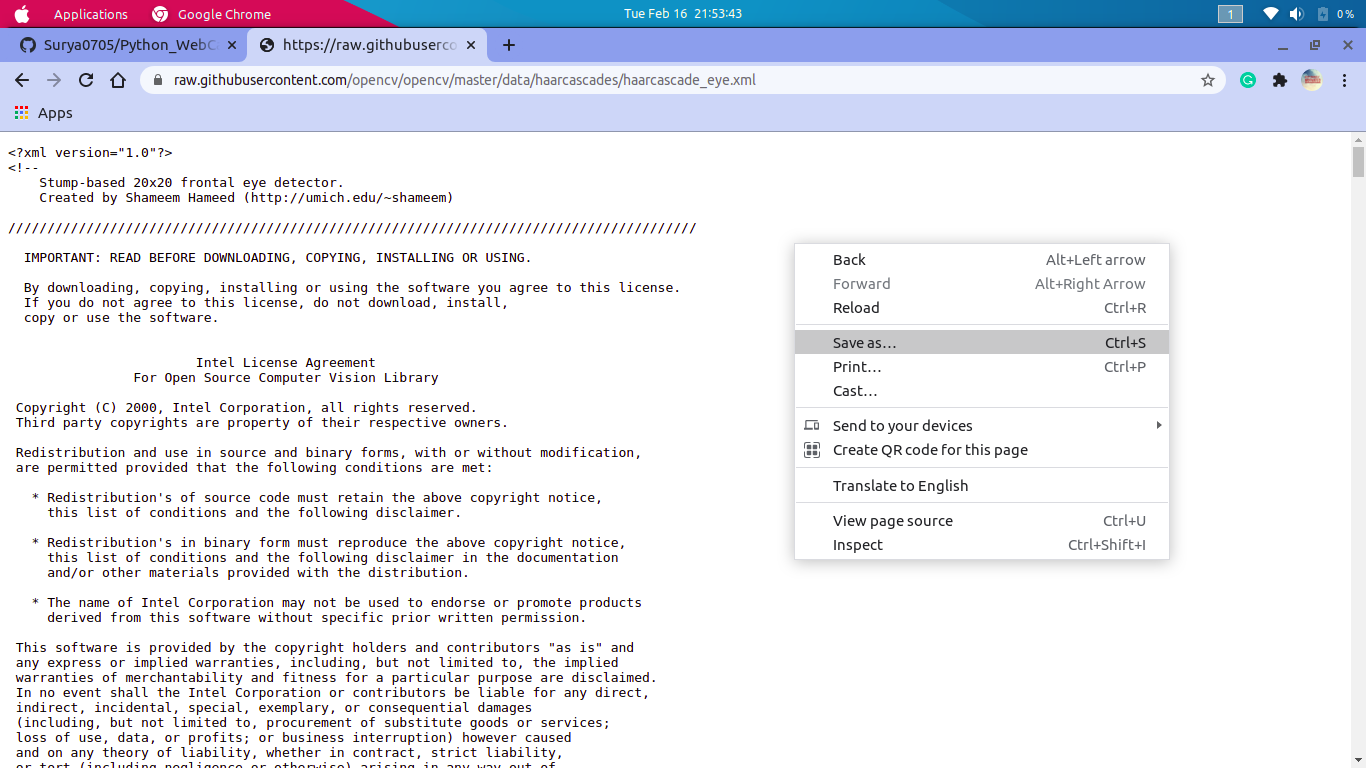 Applications Google Chrome Tue Feb 16 21:53:43 1 0 %
Surya0705/Python_WebC https://raw.githubuserco
raw.githubusercontent.com/opencv/opencv/master/data/haarcascades/haarcascade_eye.xml
Apps
<?xml version="1.0"?>
<!--
Stump-based 20x20 frontal eye detector.
Created by Shameem Hameed (http://umich.edu/~shameem)
////////////////////////////////////////////////////////////////////////////////////////
IMPORTANT: READ BEFORE DOWNLOADING, COPYING, INSTALLING OR USING.
By downloading, copying, installing or using the software you agree to this license.
If you do not agree to this license, do not download, install,
copy or use the software.
Intel License Agreement
For Open Source Computer Vision Library
Copyright (C) 2000, Intel Corporation, all rights reserved.
Third party copyrights are property of their respective owners.
Redistribution and use in source and binary forms, with or without modification,
are permitted provided that the following conditions are met:
* Redistribution's of source code must retain the above copyright notice,
this list of conditions and the following disclaimer.
* Redistribution's in binary form must reproduce the above copyright notice,
this list of conditions and the following disclaimer in the documentation
and/or other materials provided with the distribution.
* The name of Intel Corporation may not be used to endorse or promote products
derived from this software without specific prior written permission.
This software is provided by the copyright holders and contributors "as is" and
any express or implied warranties, including, but not limited to, the implied
warranties of merchantability and fitness for a particular purpose are disclaimed.
In no event shall the Intel Corporation or contributors be liable for any direct,
indirect, incidental, special, exemplary, or consequential damages
(including, but not limited to, procurement of substitute goods or services;
loss of use, data, or profits; or business interruption) however caused
and on any theory of liability, whether in contract, strict liability,
or tort (including negligence or otherwise) arising in any way out of
Back Alt+Left arrow
Forward Alt+Right Arrow
Reload Ctrl+R
Save as… Ctrl+S
Print… Ctrl+P
Cast…
Send to your devices
Create QR code for this page
Translate to English
View page source Ctrl+U
Inspect Ctrl+Shift+I